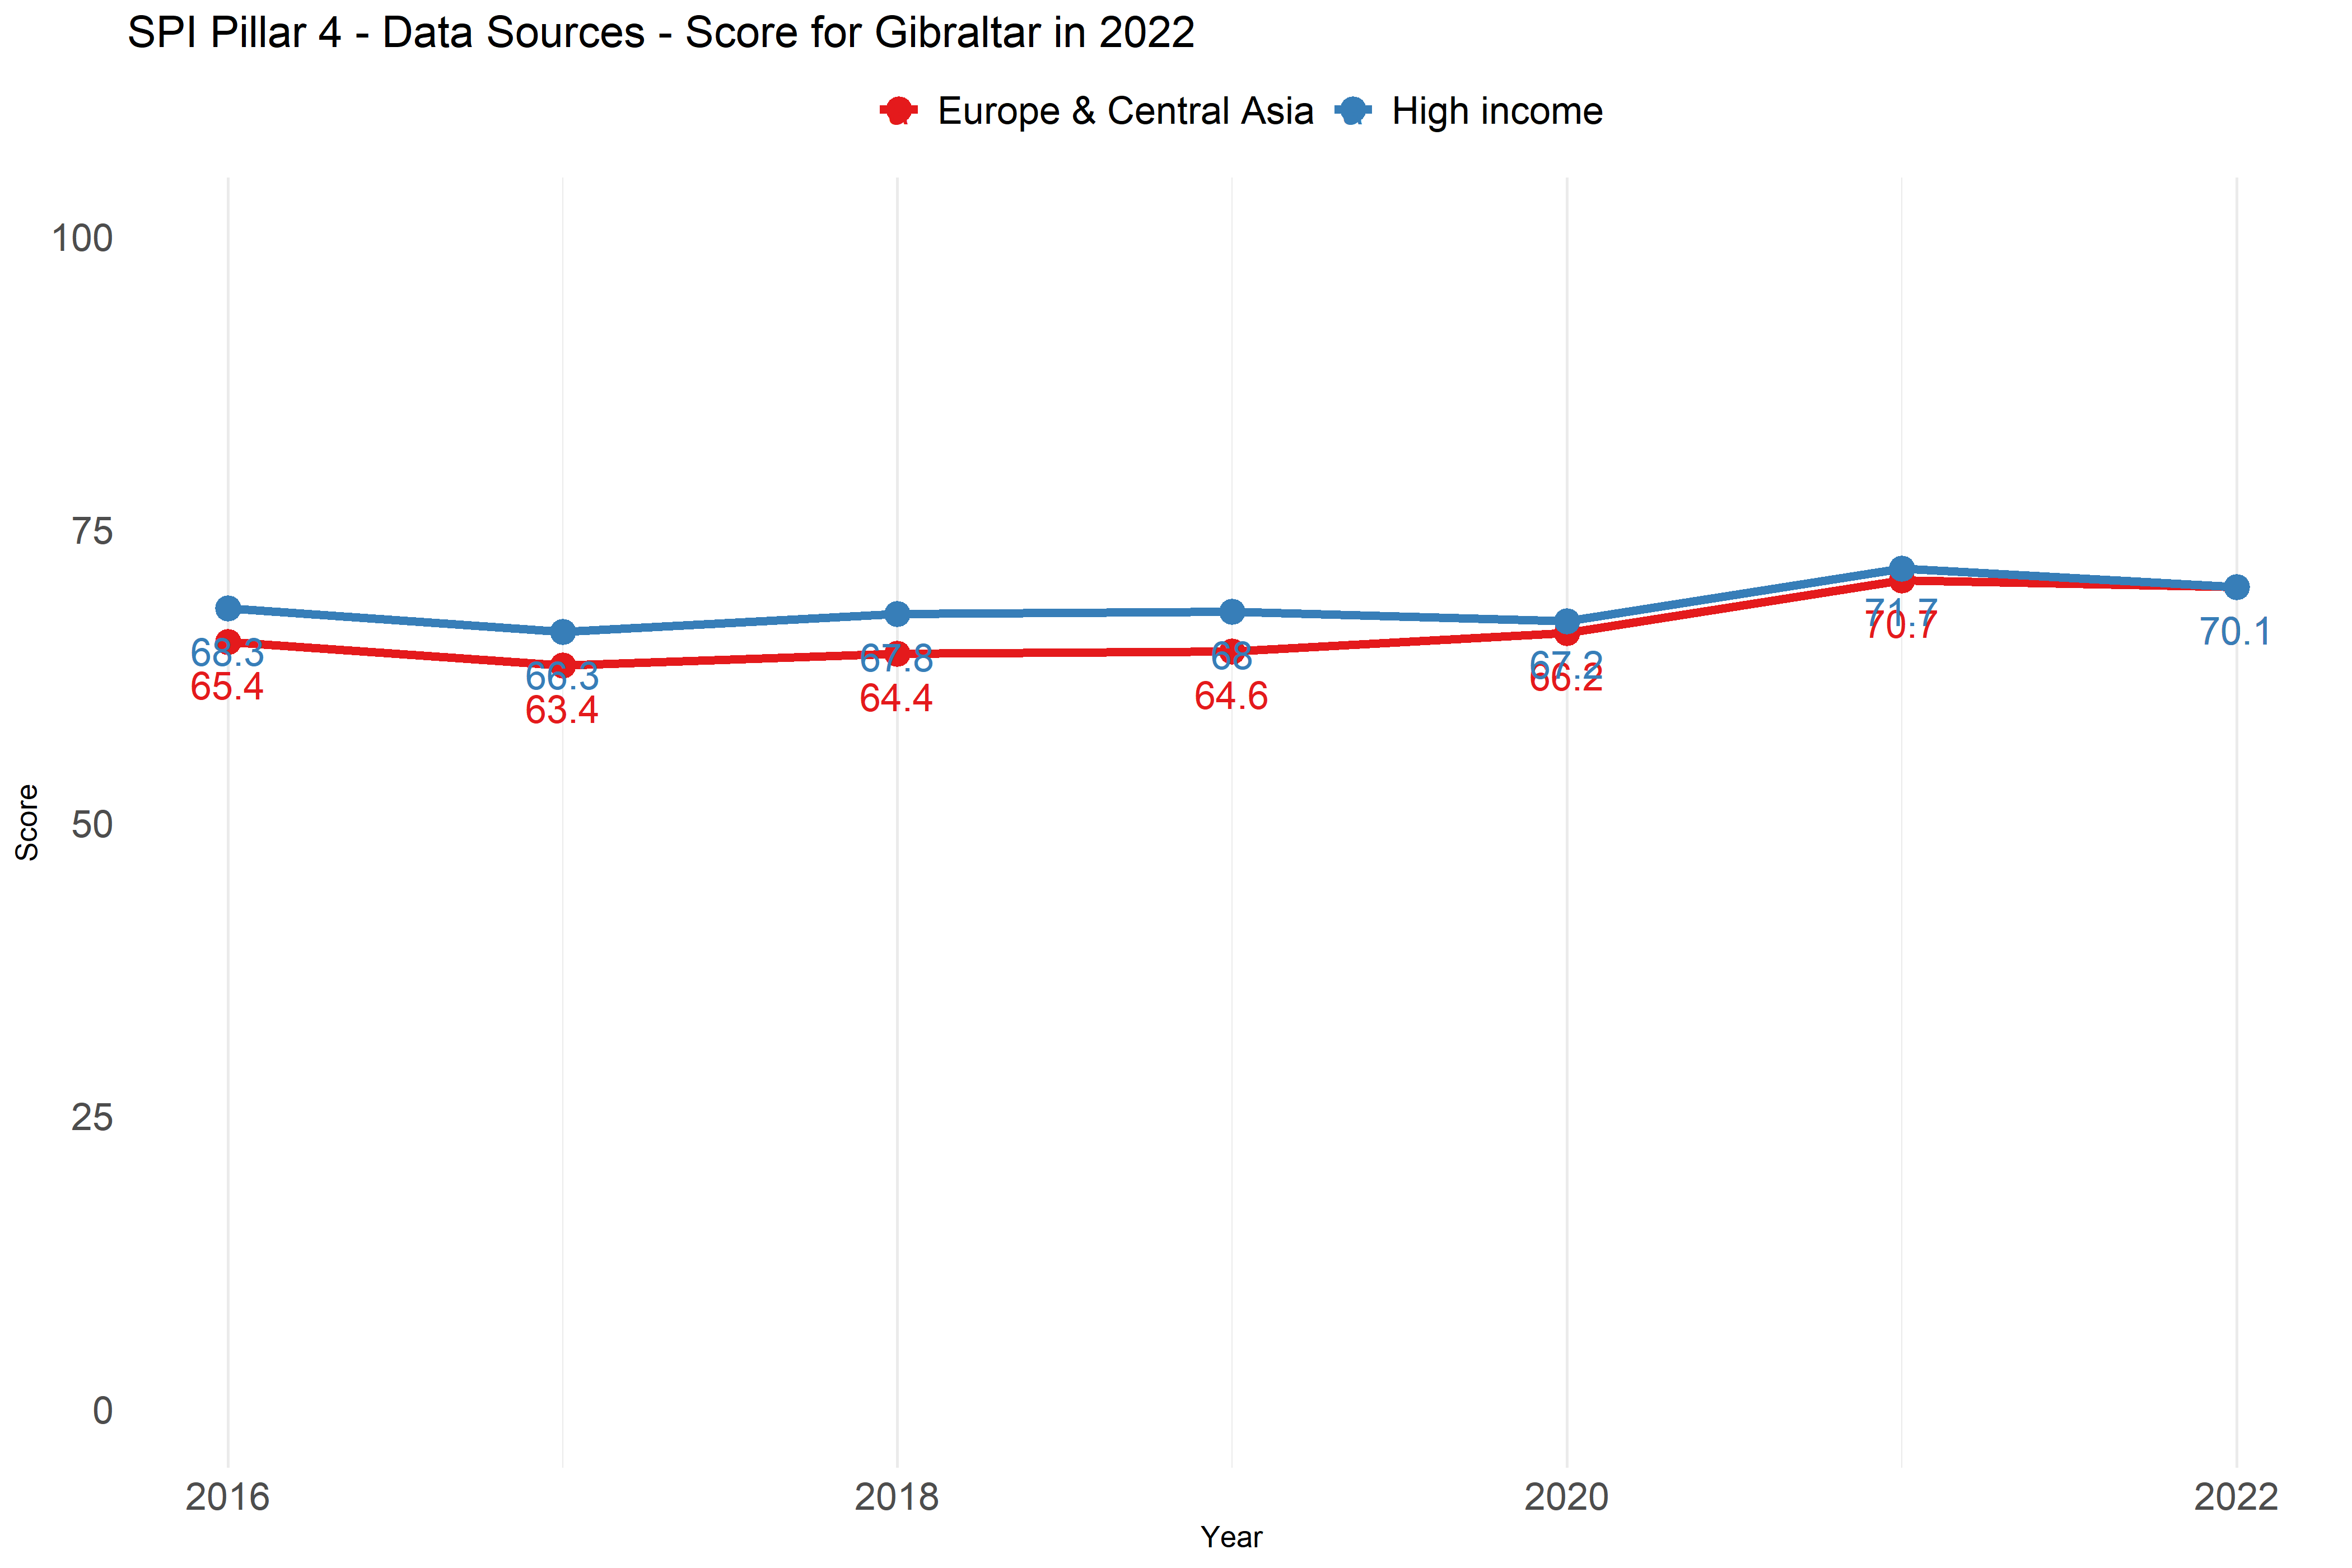 SPI Pillar 4 - Data Sources - Score for Gibraltar in 2022
Europe & Central Asia High income
100
75
50
25
0
Score
68.3 66.3 67.8 68 67.2 71.7 70.1
65.4 63.4 64.4 64.6 66.2 70.7
2016 2018 2020 2022
Year